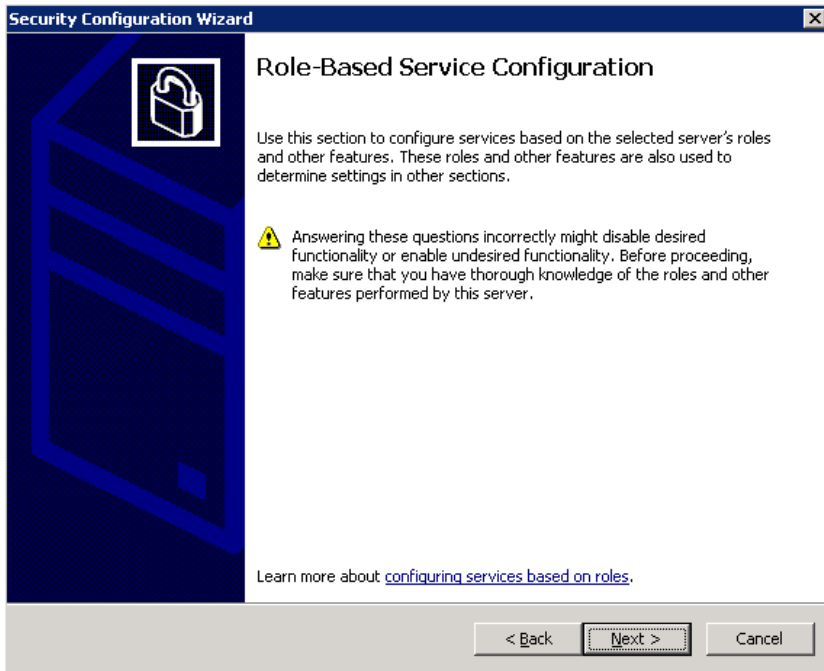 Security Configuration Wizard
Role-Based Service Configuration
Use this section to configure services based on the selected server's roles
and other features. These roles and other features are also used to
determine settings in other sections.
Answering these questions incorrectly might disable desired
functionality or enable undesired functionality. Before proceeding,
make sure that you have thorough knowledge of the roles and other
features performed by this server.
Learn more about configuring services based on roles.
< Back
Next >
Cancel